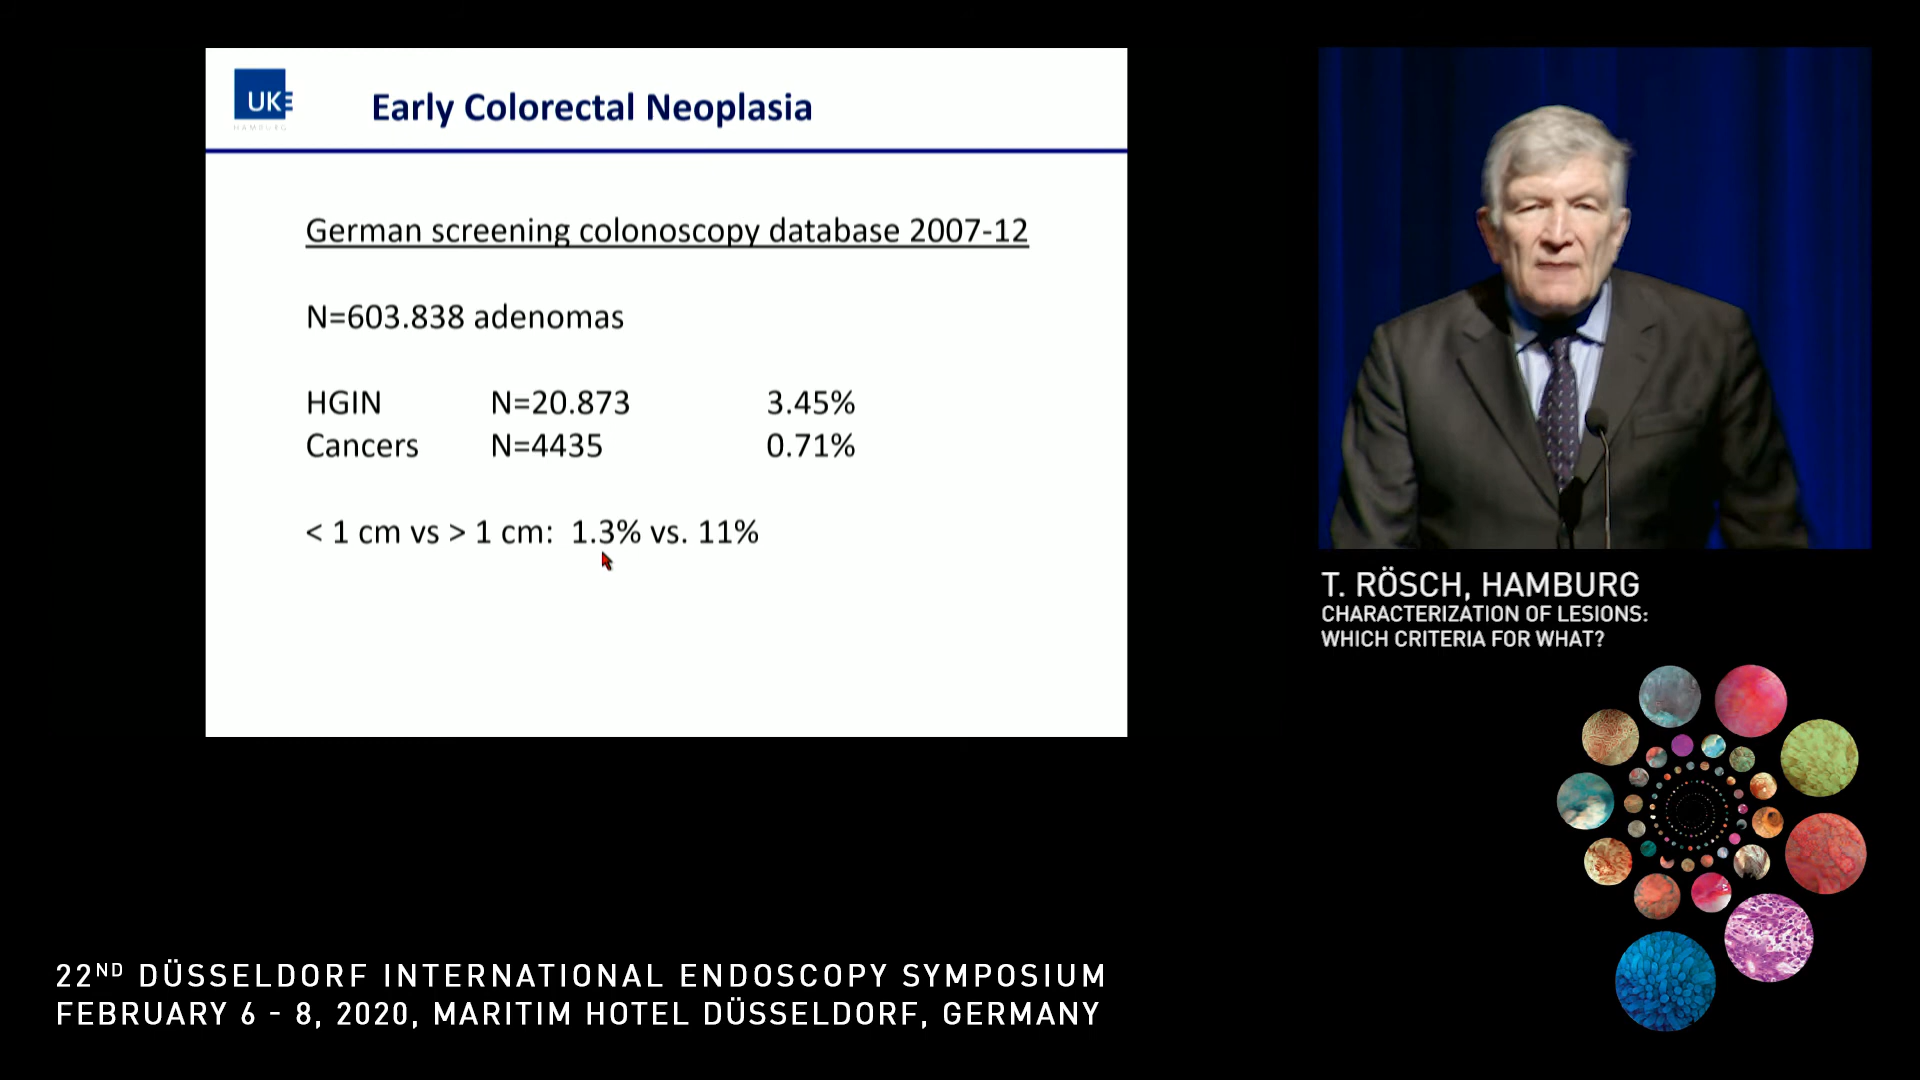 UKE
HAMBURG
Early Colorectal Neoplasia
German screening colonoscopy database 2007-12
N=603.838 adenomas
HGIN N=20.873 3.45%
Cancers N=4435 0.71%
< 1 cm vs > 1 cm: 1.3% vs. 11%
T. RÖSCH, HAMBURG
CHARACTERIZATION OF LESIONS:
WHICH CRITERIA FOR WHAT?
22ND DÜSSELDORF INTERNATIONAL ENDOSCOPY SYMPOSIUM
FEBRUARY 6 - 8, 2020, MARITIM HOTEL DÜSSELDORF, GERMANY